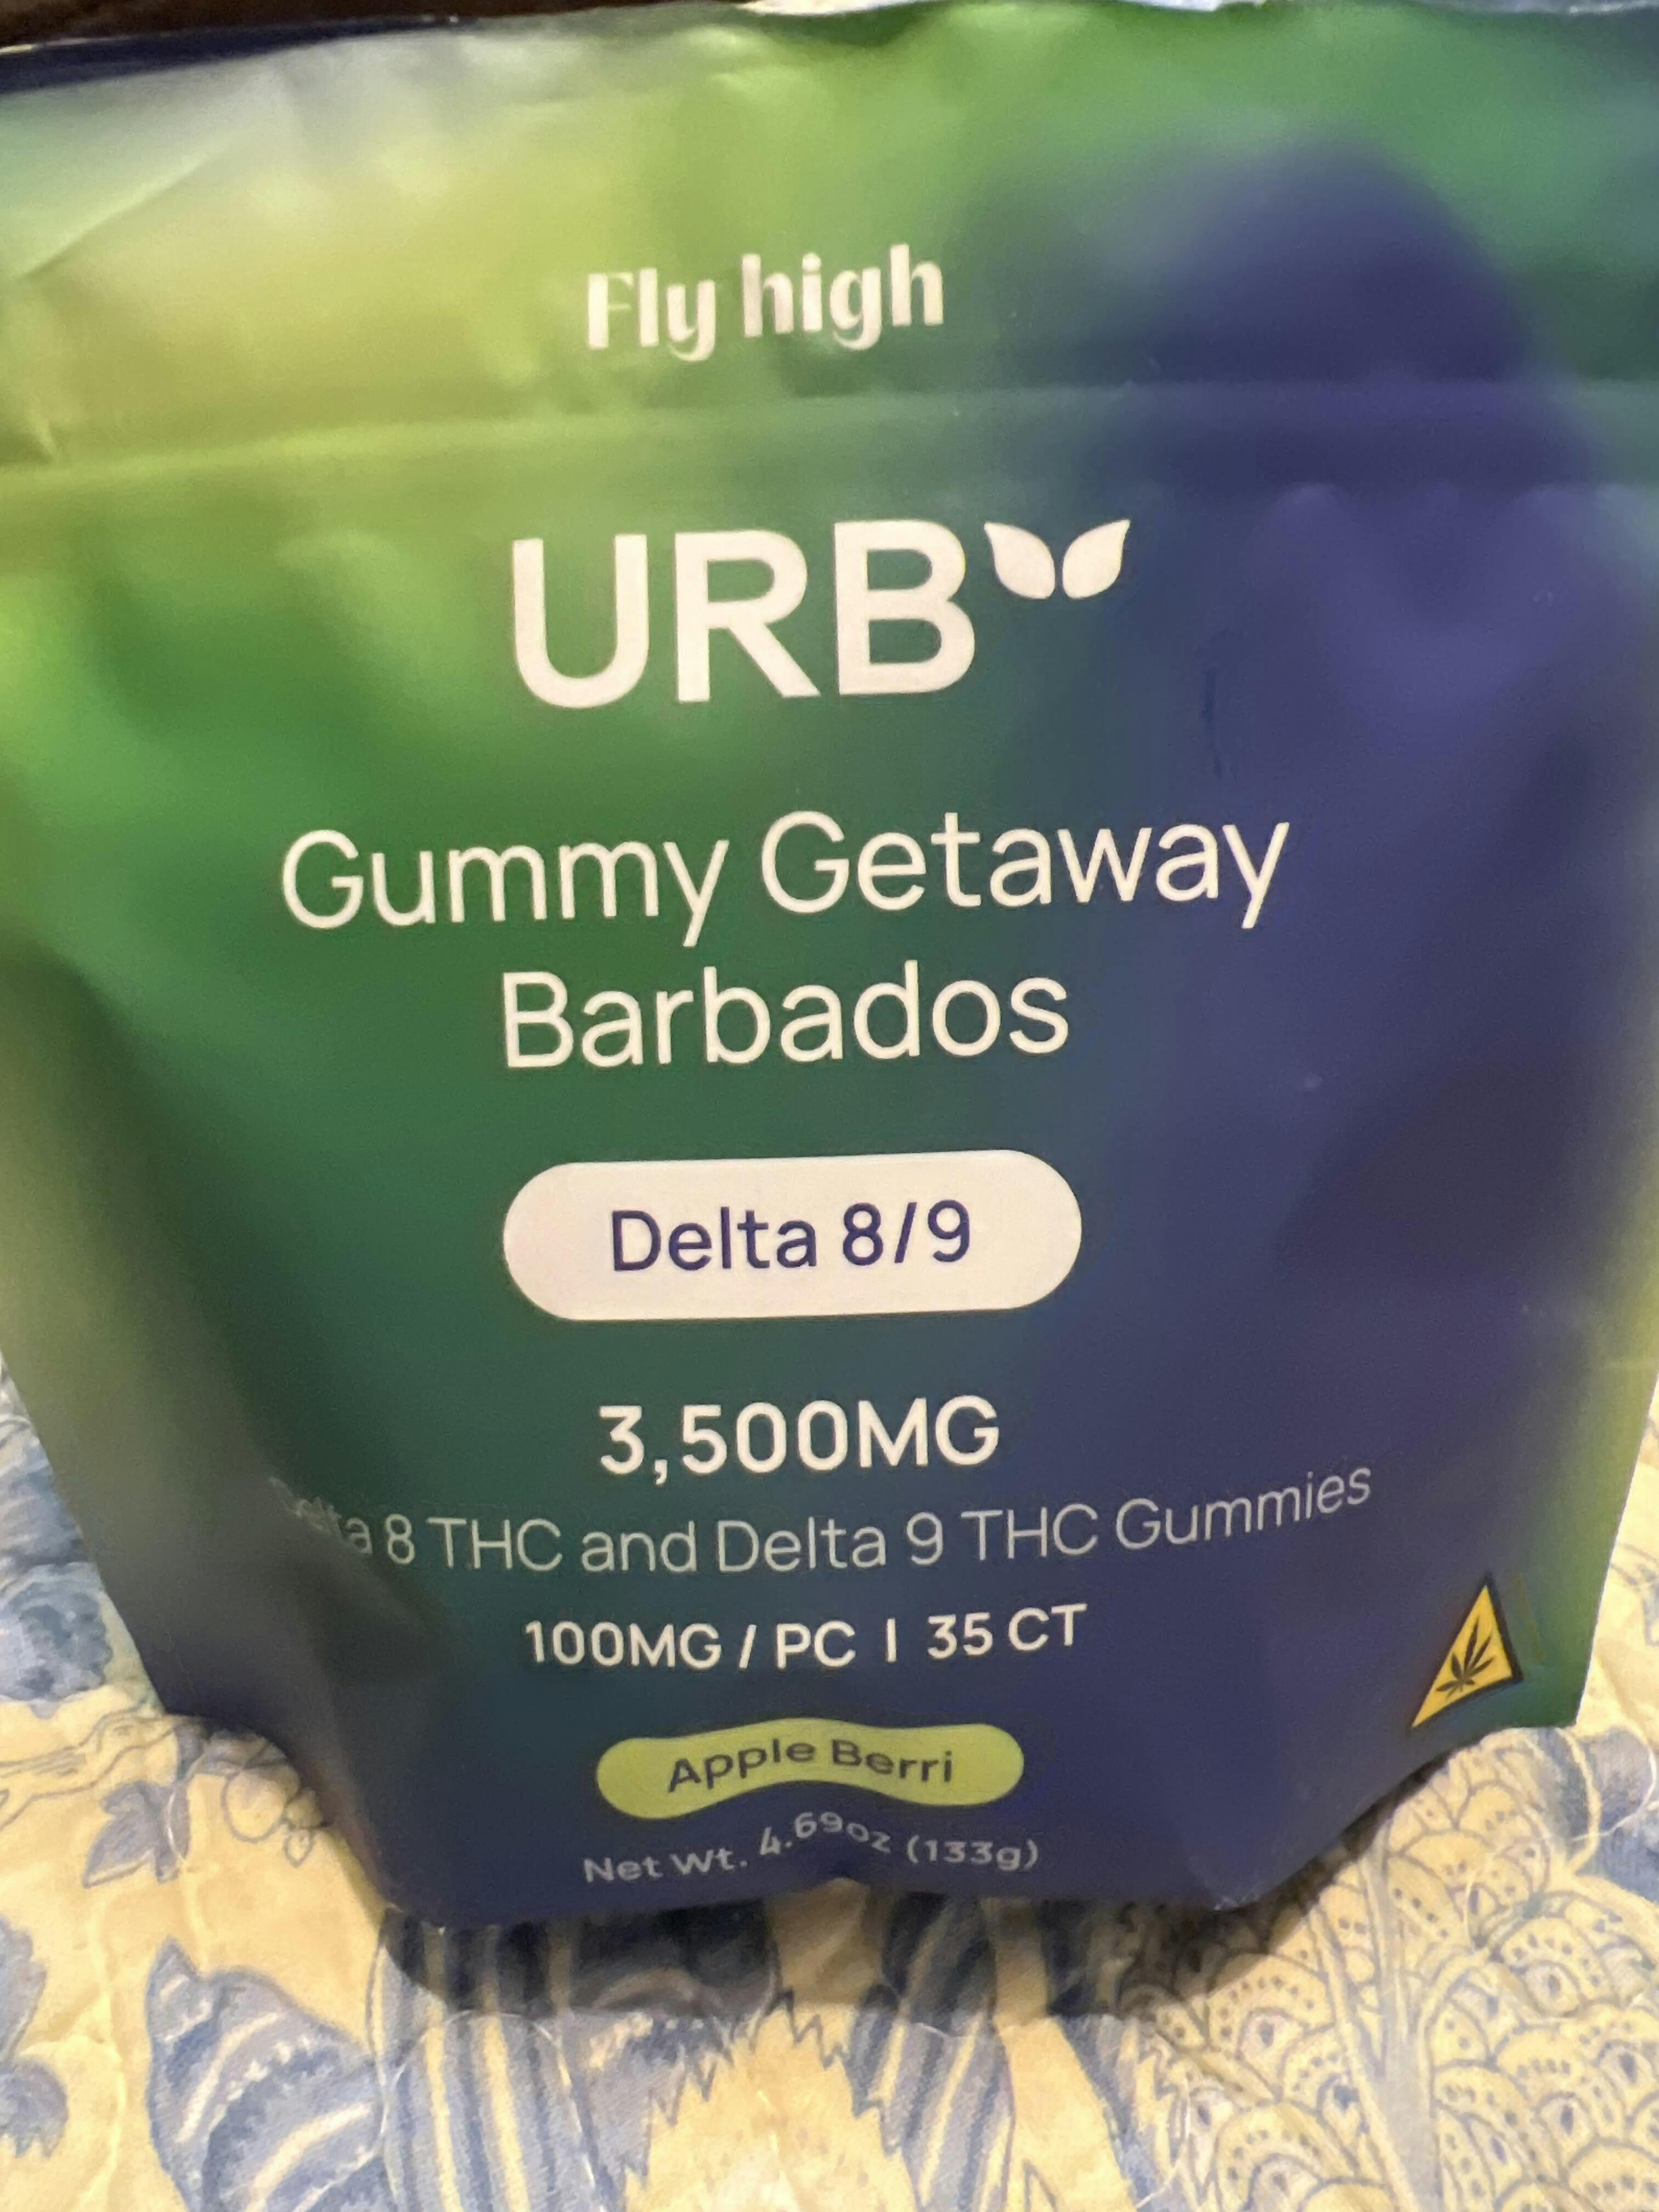 Fly high
URB
Gummy Getaway
Barbados
Delta 8/9
3,500MG
Delta 8 THC and Delta 9 THC Gummies
100MG / PC | 35 CT
Apple Berri
Net Wt. 4.69oz (133g)